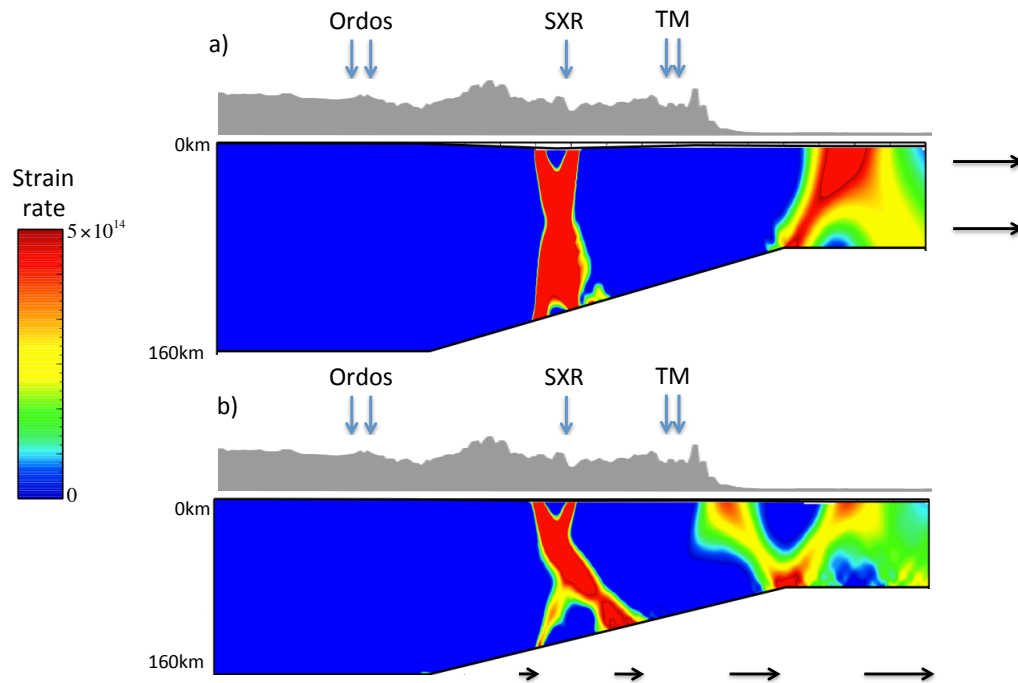 Ordos SXR TM
a)
0km
Strain
rate
5×10¹⁴
160km
Ordos SXR TM
b)
0
0km
160km